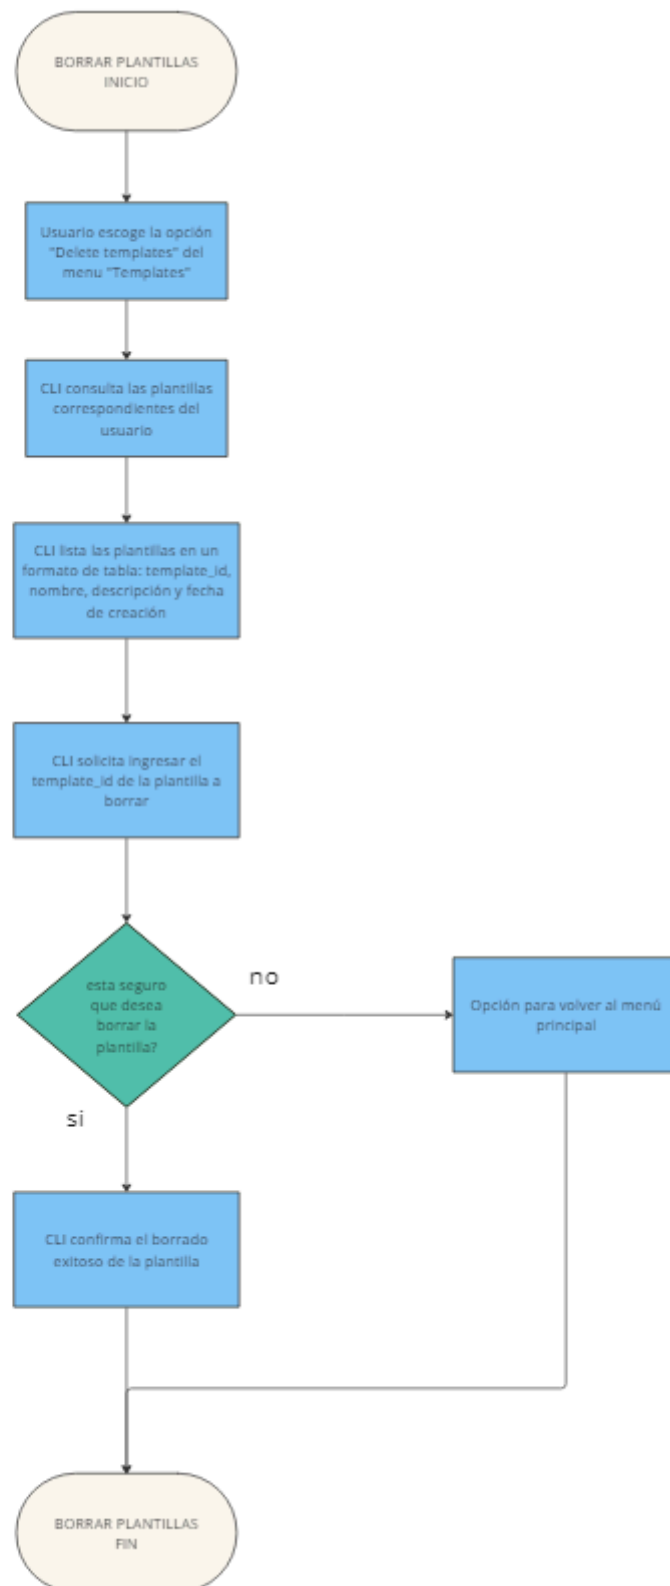 BORRAR PLANTILLAS
INICIO
Usuario escoge la opción
"Delete templates" del
menu "Templates"
CLI consulta las plantillas
correspondientes del
usuario
CLI lista las plantillas en un
formato de tabla: template_id,
nombre, descripción y fecha
de creación
CLI solicita ingresar el
template_id de la plantilla a
borrar
esta seguro
que desea
borrar la
plantilla?
no
Opción para volver al menú
principal
si
CLI confirma el borrado
exitoso de la plantilla
BORRAR PLANTILLAS
FIN